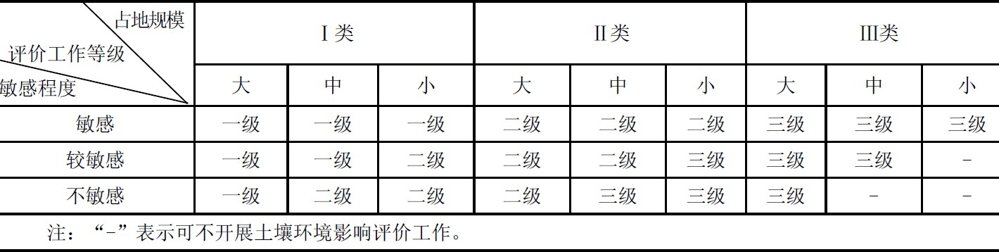 占地规模
评价工作等级
敏感程度
Ⅰ类 Ⅱ类 Ⅲ类
大 中 小 大 中 小 大 中 小
敏感 一级 一级 一级 二级 二级 二级 三级 三级 三级
较敏感 一级 一级 二级 二级 二级 三级 三级 三级 -
不敏感 一级 二级 二级 二级 三级 三级 三级 - -
注：“-”表示可不开展土壤环境影响评价工作。